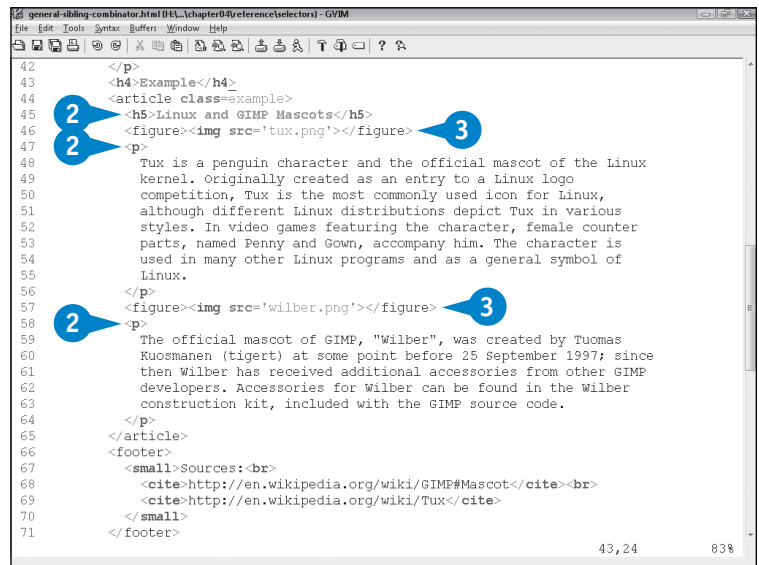 general-sibling-combinator.html (H:\...\chapter04\reference\selectors) - GVIM
File Edit Tools Syntax Buffers Window Help
42 </p>
43 <h4>Example</h4>
44 <article class=example>
2
45 <h5>Linux and GIMP Mascots</h5>
46 <figure><img src='tux.png'></figure>
3
2
47 <p>
48 Tux is a penguin character and the official mascot of the Linux
49 kernel. Originally created as an entry to a Linux logo
50 competition, Tux is the most commonly used icon for Linux,
51 although different Linux distributions depict Tux in various
52 styles. In video games featuring the character, female counter
53 parts, named Penny and Gown, accompany him. The character is
54 used in many other Linux programs and as a general symbol of
55 Linux.
56 </p>
57 <figure><img src='wilber.png'></figure>
3
2
58 <p>
59 The official mascot of GIMP, "Wilber", was created by Tuomas
60 Kuosmanen (tigert) at some point before 25 September 1997; since
61 then Wilber has received additional accessories from other GIMP
62 developers. Accessories for Wilber can be found in the Wilber
63 construction kit, included with the GIMP source code.
64 </p>
65 </article>
66 <footer>
67 <small>Sources:<br>
68 <cite>http://en.wikipedia.org/wiki/GIMP#Mascot</cite><br>
69 <cite>http://en.wikipedia.org/wiki/Tux</cite>
70 </small>
71 </footer>
43,24 83%